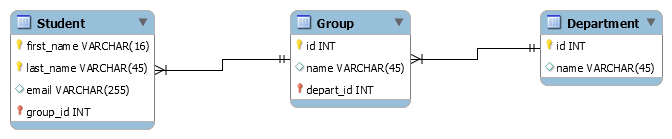 Student
first_name VARCHAR(16)
last_name VARCHAR(45)
email VARCHAR(255)
group_id INT
Group
id INT
name VARCHAR(45)
depart_id INT
Department
id INT
name VARCHAR(45)